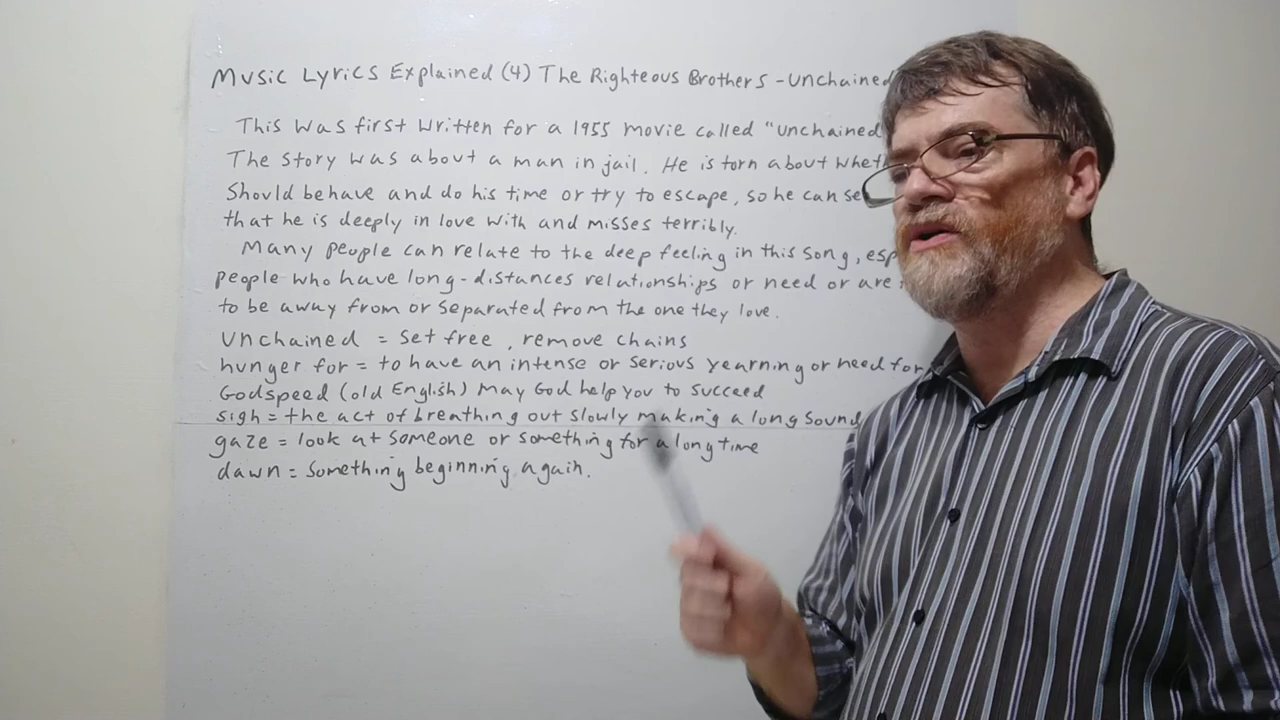 Music Lyrics Explained (4) The Righteous Brothers - Unchained
This was first written for a 1955 movie called "Unchained
The story was about a man in jail. He is torn about
Should behave and do his time or try to escape, so he can
that he is deeply in love with and misses terribly.
Many people can relate to the deep feeling in this song,
people who have long-distances relationships or need or are
to be away from or separated from the one they love.
Unchained = set free, remove chains
hunger for = to have an intense or serious yearning or need for
Godspeed (old English) May God help you to succeed
sigh = the act of breathing out slowly making a long sound
gaze = look at someone or something for a long time
dawn = something beginning again.